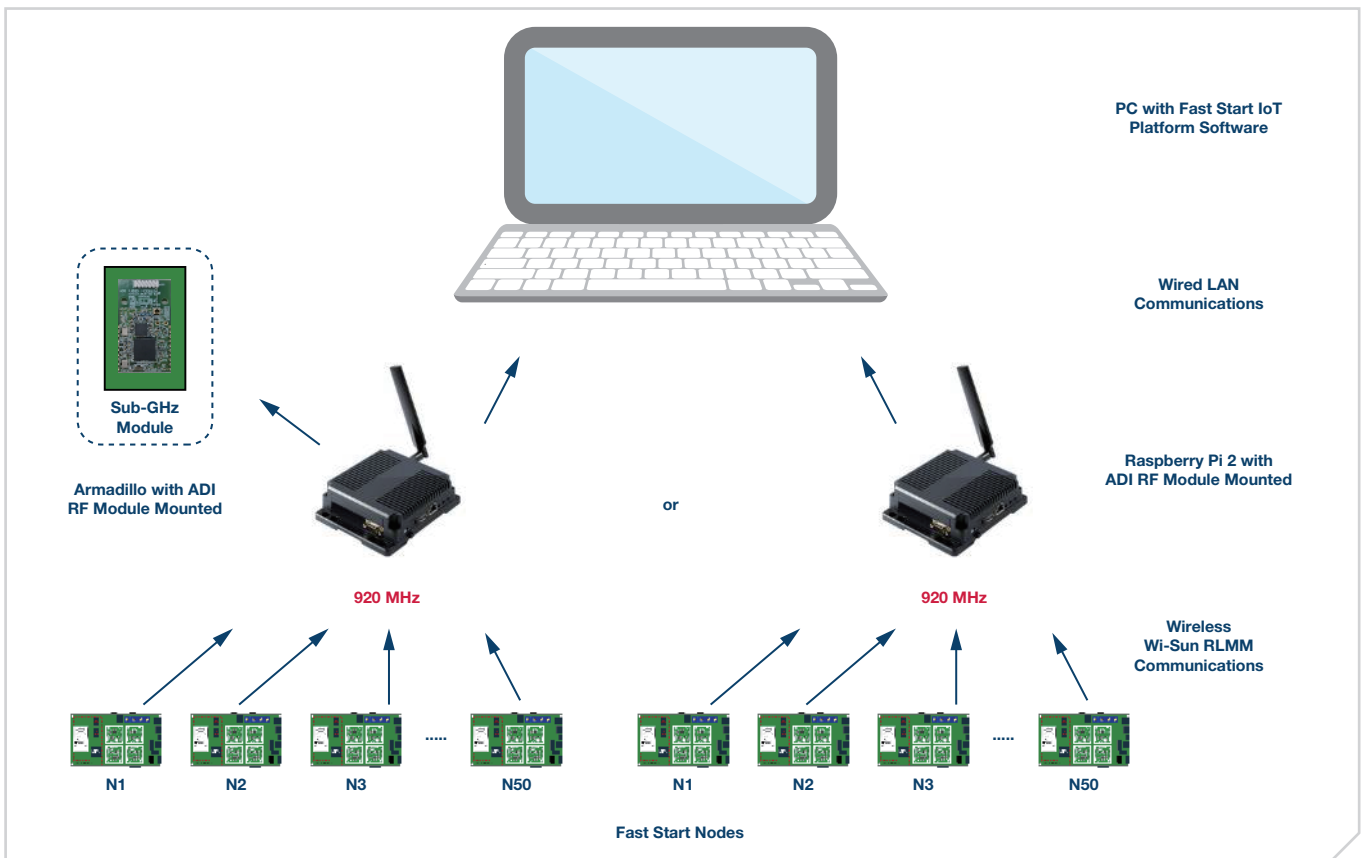 PC with Fast Start IoT
Platform Software
Wired LAN
Communications
Sub-GHz
Module
Armadillo with ADI
RF Module Mounted
or
Raspberry Pi 2 with
ADI RF Module Mounted
920 MHz
920 MHz
Wireless
Wi-Sun RLMM
Communications
.....
.....
N1
N2
N3
N50
N1
N2
N3
N50
Fast Start Nodes